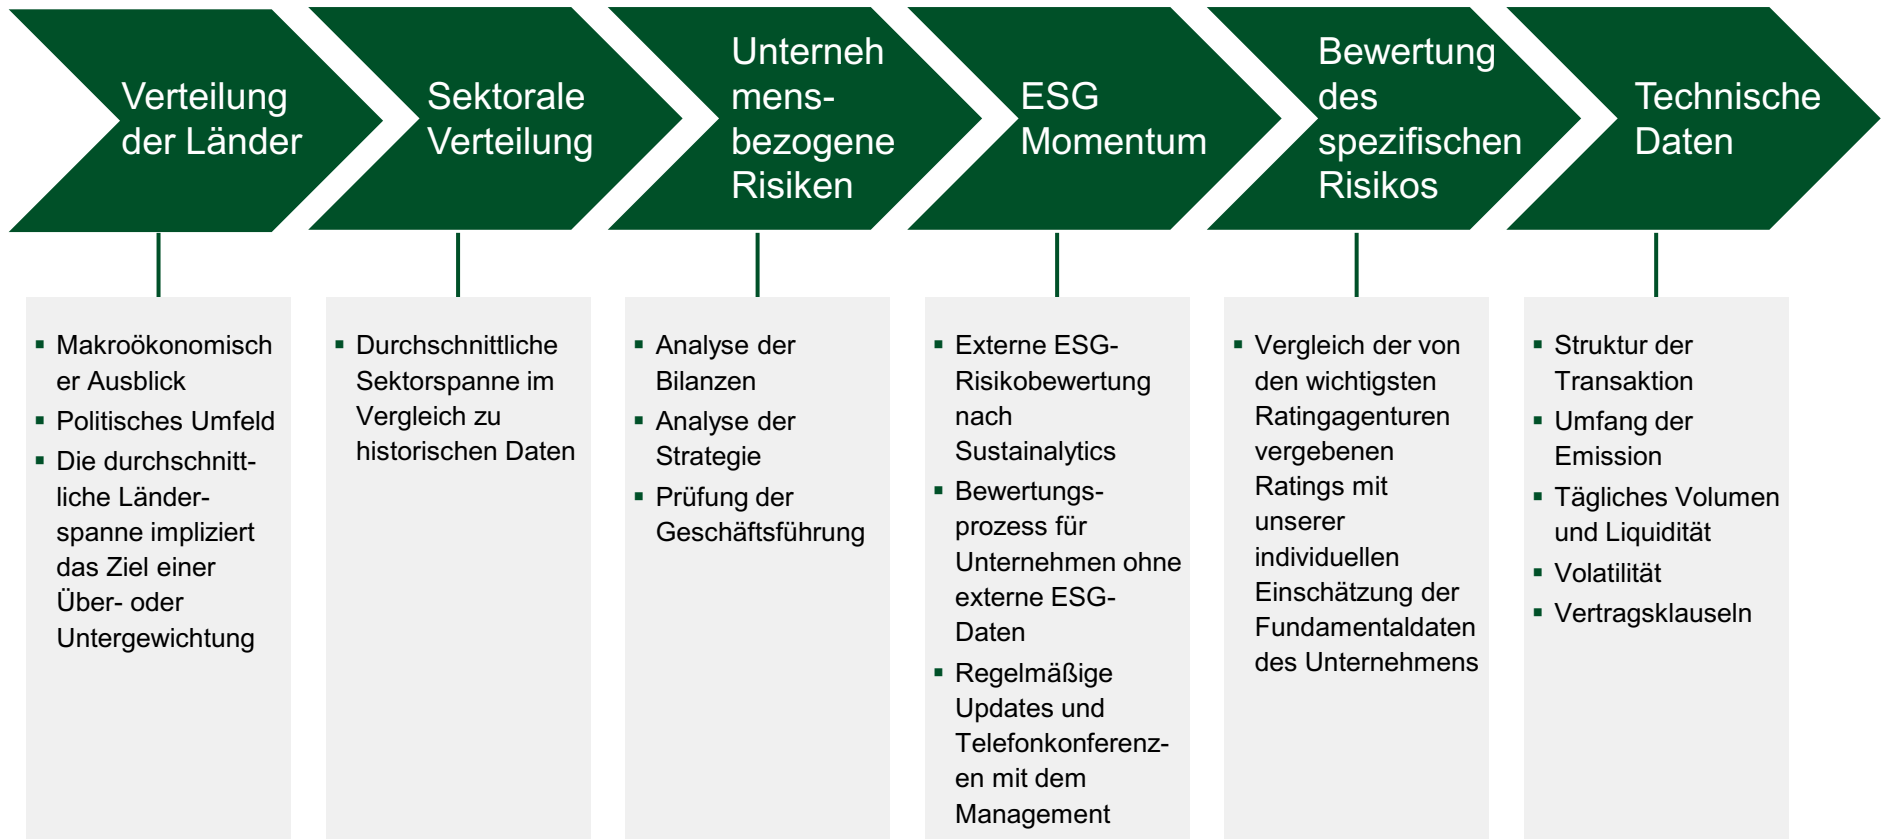 Verteilung
der Länder
Sektorale
Verteilung
Unterneh
mens-
bezogene
Risiken
ESG
Momentum
Bewertung
des
spezifischen
Risikos
Technische
Daten
▪ Makroökonomisch
er Ausblick
▪ Politisches Umfeld
▪ Die durchschnitt-
liche Länder-
spanne impliziert
das Ziel einer
Über- oder
Untergewichtung
▪ Durchschnittliche
Sektorspanne im
Vergleich zu
historischen Daten
▪ Analyse der
Bilanzen
▪ Analyse der
Strategie
▪ Prüfung der
Geschäftsführung
▪ Externe ESG-
Risikobewertung
nach
Sustainalytics
▪ Bewertungs-
prozess für
Unternehmen ohne
externe ESG-
Daten
▪ Regelmäßige
Updates und
Telefonkonferenz-
en mit dem
Management
▪ Vergleich der von
den wichtigsten
Ratingagenturen
vergebenen
Ratings mit
unserer
individuellen
Einschätzung der
Fundamentaldaten
des Unternehmens
▪ Struktur der
Transaktion
▪ Umfang der
Emission
▪ Tägliches Volumen
und Liquidität
▪ Volatilität
▪ Vertragsklauseln